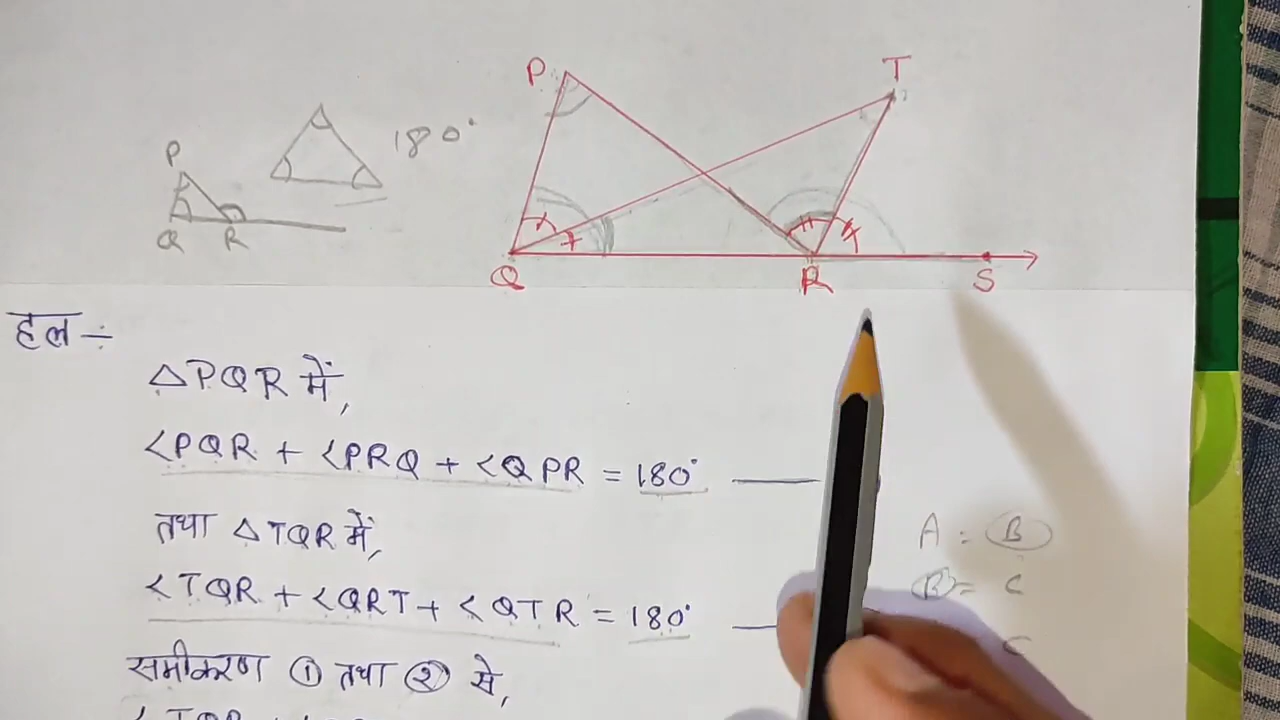 P T
180°
P
Q R
Q R S
हल –
△PQR में,
<PQR + <PRQ + <QPR = 180°
तथा △TQR में,
<TQR + <QRT + <QTR = 180°
A = B
B = C
C
समीकरण ① तथा ② से,